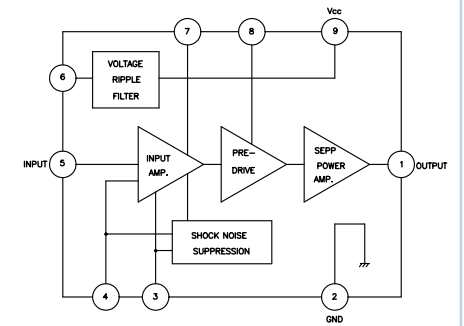 Vcc
7
8
9
VOLTAGE
RIPPLE
FILTER
6
INPUT
5
INPUT
AMP.
PRE-
DRIVE
SEPP
POWER
AMP.
1
OUTPUT
SHOCK NOISE
SUPPRESSION
4
3
2
GND